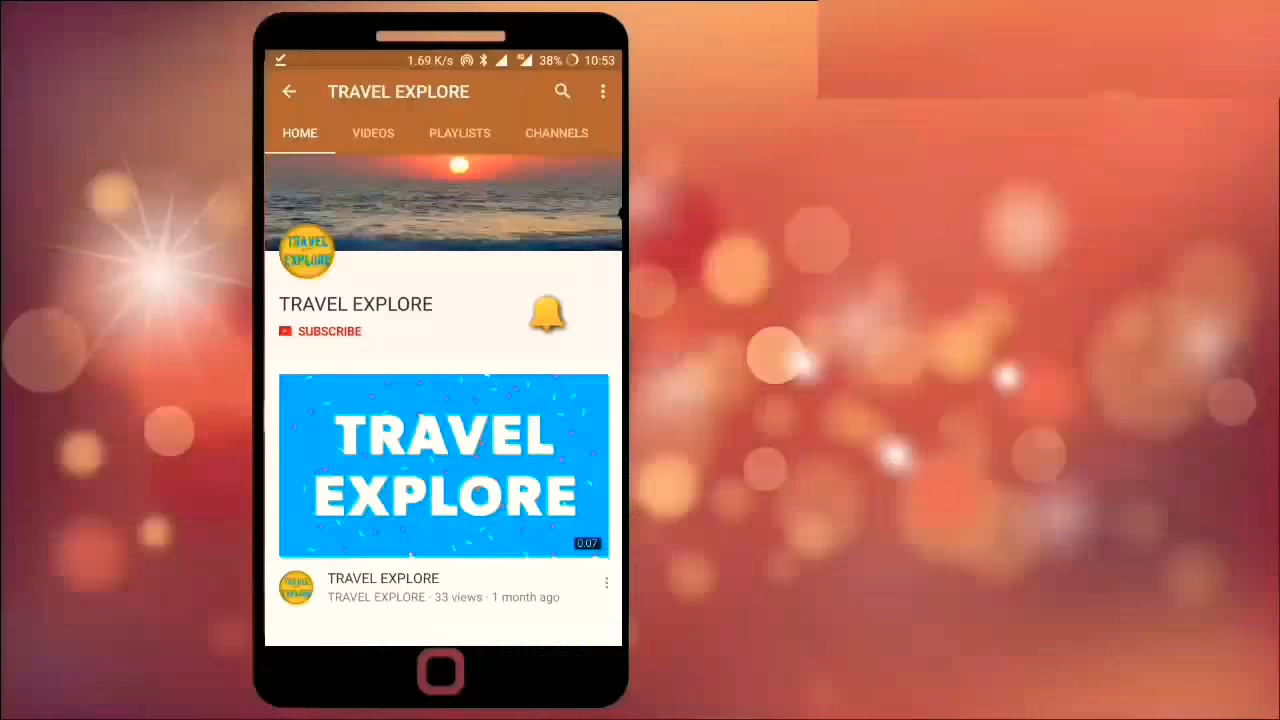 1.69 K/s 4G 38% 10:53
TRAVEL EXPLORE
HOME VIDEOS PLAYLISTS CHANNELS
TRAVEL
EXPLORE
TRAVEL EXPLORE
SUBSCRIBE
TRAVEL
EXPLORE
0:07
TRAVEL EXPLORE
TRAVEL EXPLORE · 33 views · 1 month ago
TRAVEL
EXPLORE